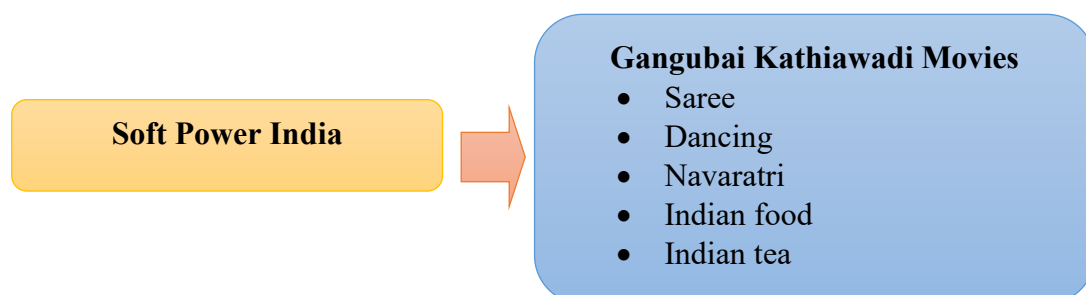 Soft Power India
Gangubai Kathiawadi Movies
• Saree
• Dancing
• Navaratri
• Indian food
• Indian tea